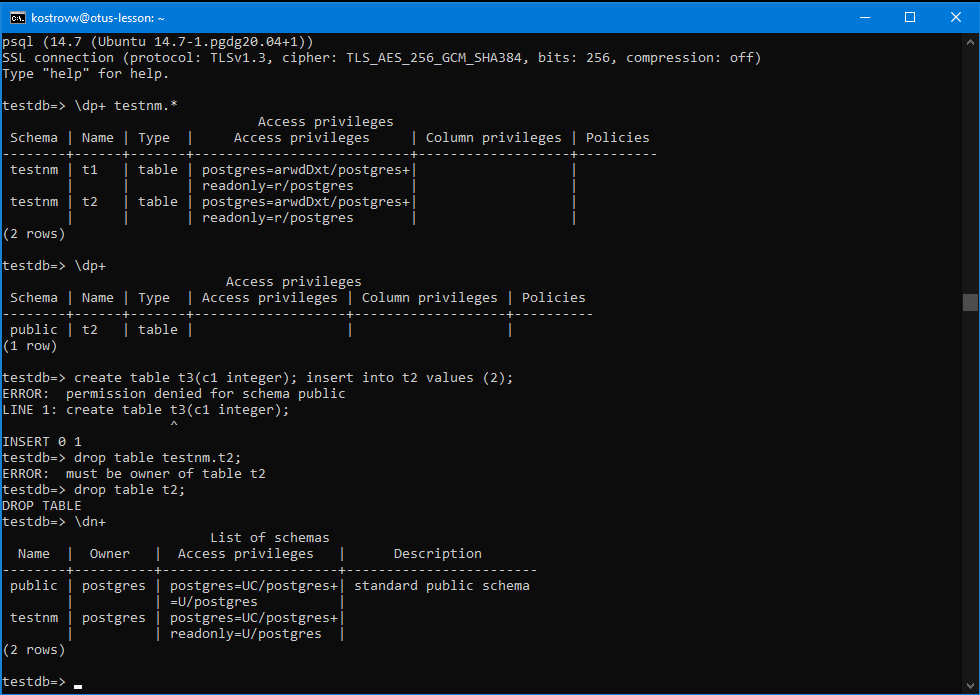 kostrovw@otus-lesson: ~
psql (14.7 (Ubuntu 14.7-1.pgdg20.04+1))
SSL connection (protocol: TLSv1.3, cipher: TLS_AES_256_GCM_SHA384, bits: 256, compression: off)
Type "help" for help.
testdb=> \dp+ testnm.*
                                Access privileges
 Schema | Name | Type  |     Access privileges     | Column privileges | Policies
--------+------+-------+---------------------------+-------------------+----------
 testnm | t1   | table | postgres=arwdDxt/postgres+|                   |
        |      |       | readonly=r/postgres       |                   |
 testnm | t2   | table | postgres=arwdDxt/postgres+|                   |
        |      |       | readonly=r/postgres       |                   |
(2 rows)
testdb=> \dp+
                            Access privileges
 Schema | Name | Type  | Access privileges | Column privileges | Policies
--------+------+-------+-------------------+-------------------+----------
 public | t2   | table |                   |                   |
(1 row)
testdb=> create table t3(c1 integer); insert into t2 values (2);
ERROR:  permission denied for schema public
LINE 1: create table t3(c1 integer);
                     ^
INSERT 0 1
testdb=> drop table testnm.t2;
ERROR:  must be owner of table t2
testdb=> drop table t2;
DROP TABLE
testdb=> \dn+
                          List of schemas
  Name  |  Owner   |  Access privileges   |      Description
--------+----------+----------------------+------------------------
 public | postgres | postgres=UC/postgres+| standard public schema
        |          | =U/postgres          |
 testnm | postgres | postgres=UC/postgres+|
        |          | readonly=U/postgres  |
(2 rows)
testdb=>